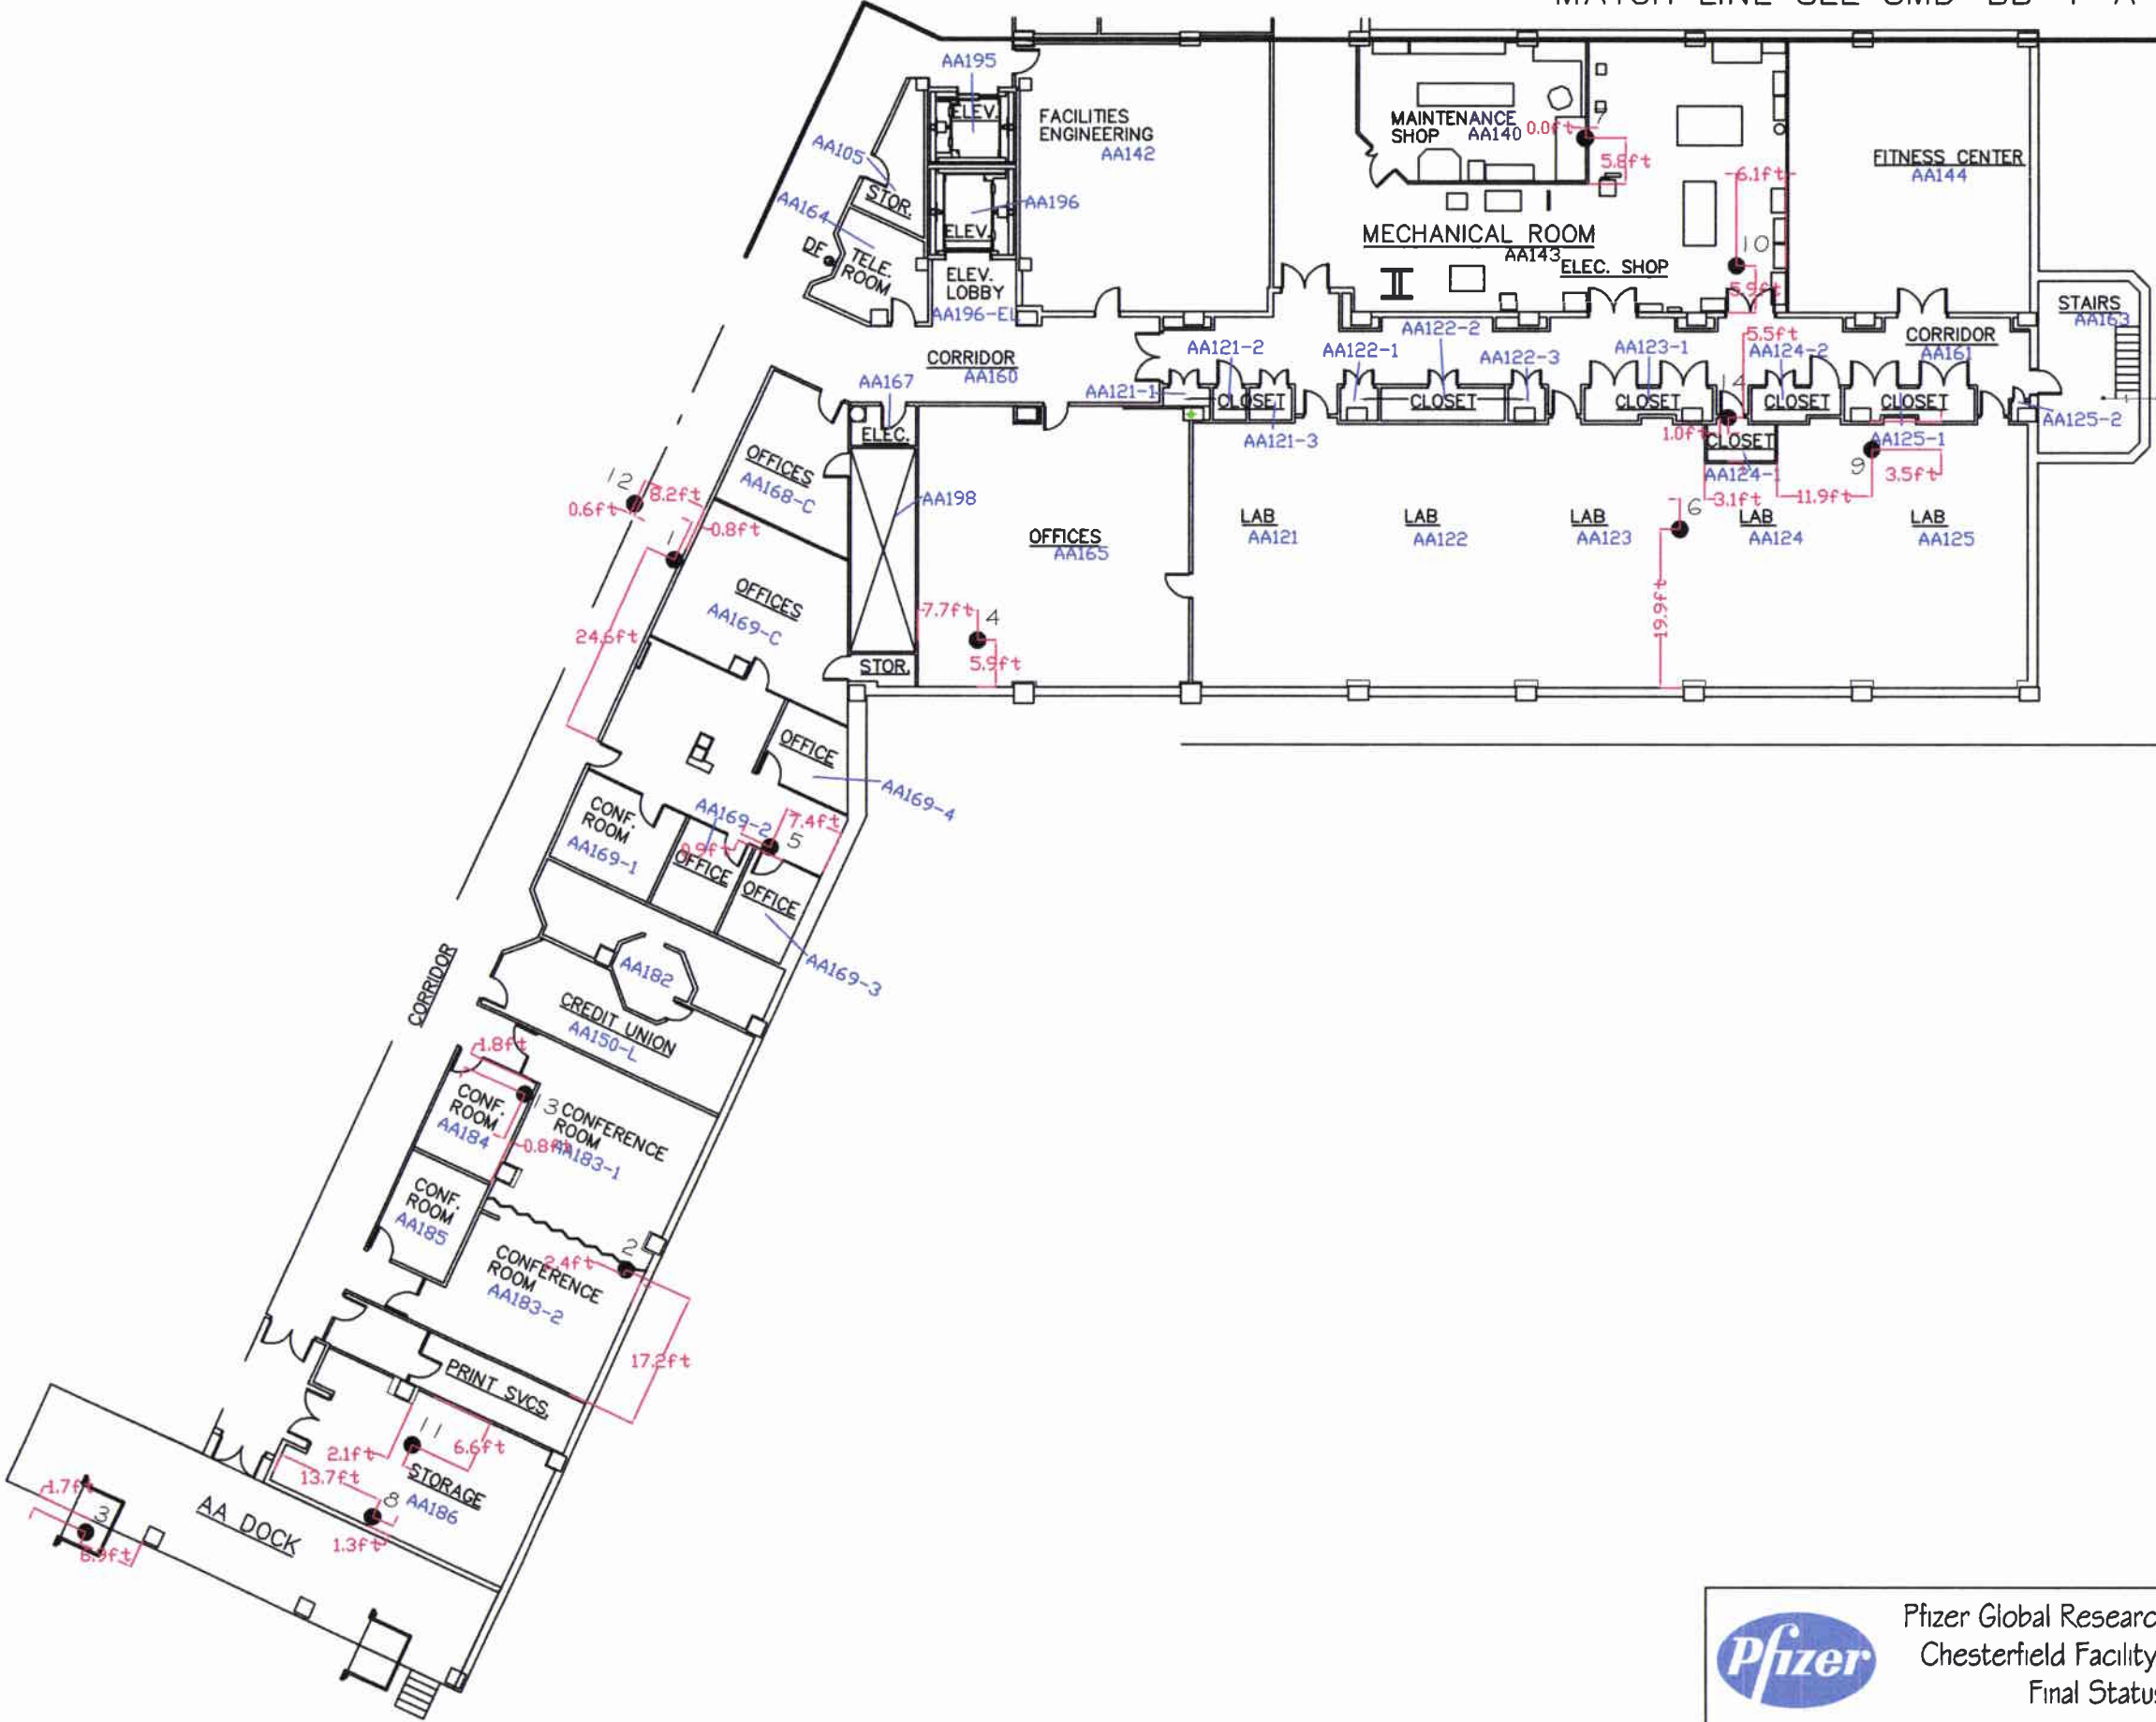 AA195
ELEV.
FACILITIES
ENGINEERING
AA142
MAINTENANCE
SHOP AA140
0.0ft
7
5.8ft
FITNESS CENTER
AA144
6.1ft
AA105
STOR.
AA164
AA196
ELEV.
DF
TELE.
ROOM
ELEV.
LOBBY
AA196-EL
MECHANICAL ROOM
AA143
ELEC. SHOP
10
5.9ft
STAIRS
AA163
CORRIDOR
AA160
AA167
AA121-1
AA121-2
AA122-1
AA122-2
AA122-3
AA123-1
5.5ft
AA124-2
CORRIDOR
AA161
CLOSET
CLOSET
CLOSET
14
CLOSET
CLOSET
AA125-2
AA121-3
1.0ft
CLOSET
AA124-1
AA125-1
9
3.5ft
3.1ft
11.9ft
ELEC.
OFFICES
AA168-C
AA198
12
8.2ft
0.6ft
0.8ft
1
OFFICES
AA165
LAB
AA121
LAB
AA122
LAB
AA123
6
LAB
AA124
LAB
AA125
19.9ft
OFFICES
AA169-C
24.6ft
7.7ft
4
5.9ft
STOR.
OFFICE
AA169-4
CONF.
ROOM
AA169-1
AA169-2
OFFICE
0.9ft
7.4ft
5
OFFICE
AA169-3
CORRIDOR
AA182
CREDIT UNION
AA150-L
1.8ft
CONF.
ROOM
AA184
13
0.8ft
CONFERENCE
ROOM
AA183-1
CONF.
ROOM
AA185
2
2.4ft
CONFERENCE
ROOM
AA183-2
17.2ft
PRINT SVCS.
11
6.6ft
2.1ft
13.7ft
STORAGE
AA186
8
1.3ft
1.7ft
3
AA DOCK
Pfizer
Pfizer Global Researc
Chesterfield Facility
Final Status